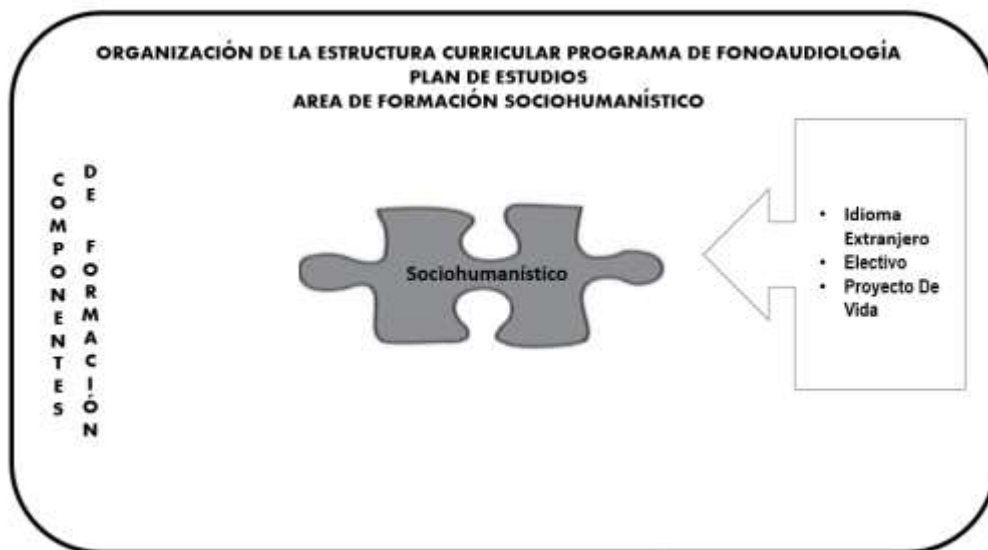 ORGANIZACIÓN DE LA ESTRUCTURA CURRICULAR PROGRAMA DE FONOAUDIOLOGÍA
PLAN DE ESTUDIOS
AREA DE FORMACIÓN SOCIOHUMANÍSTICO
COMPONENTES
DE FORMACIÓN
Sociohumanístico
• Idioma
Extranjero
• Electivo
• Proyecto De
Vida